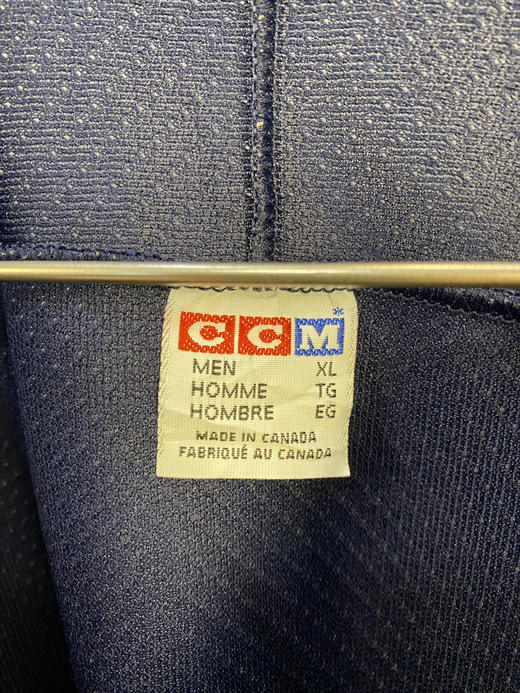 CCM*
MEN XL
HOMME TG
HOMBRE EG
MADE IN CANADA
FABRIQUÉ AU CANADA